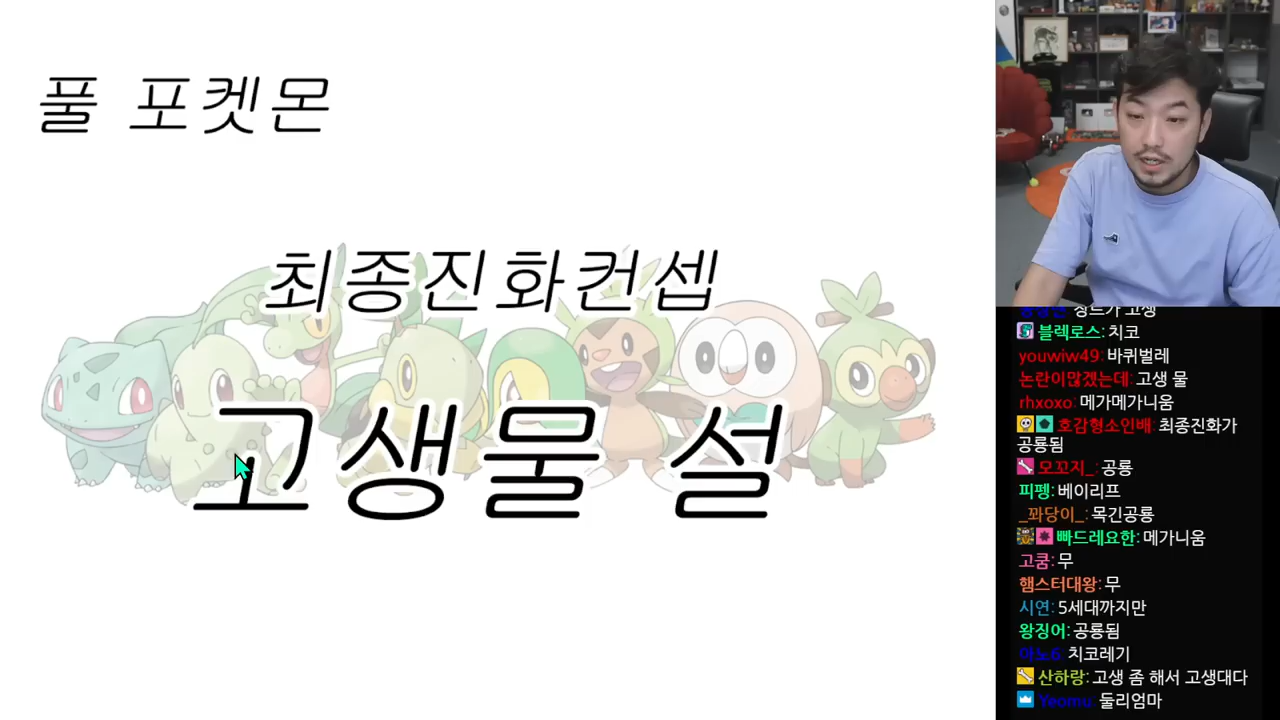 풀 포켓몬
최종진화컨셉
고생물 설
블렉로스: 치코
youwiw49: 바퀴벌레
논란이많겠는데: 고생 물
rhxoxo: 메가메가니움
호감형소인배: 최종진화가
공룡됨
모꼬지_: 공룡
피펭: 베이리프
_꽈당이_: 목긴공룡
빠드레요한: 메가니움
고쿰: 무
햄스터대왕: 무
시연: 5세대까지만
왕징어: 공룡됨
야노6: 치코레기
산하랑: 고생 좀 해서 고생대다
Yeomu: 둘리엄마